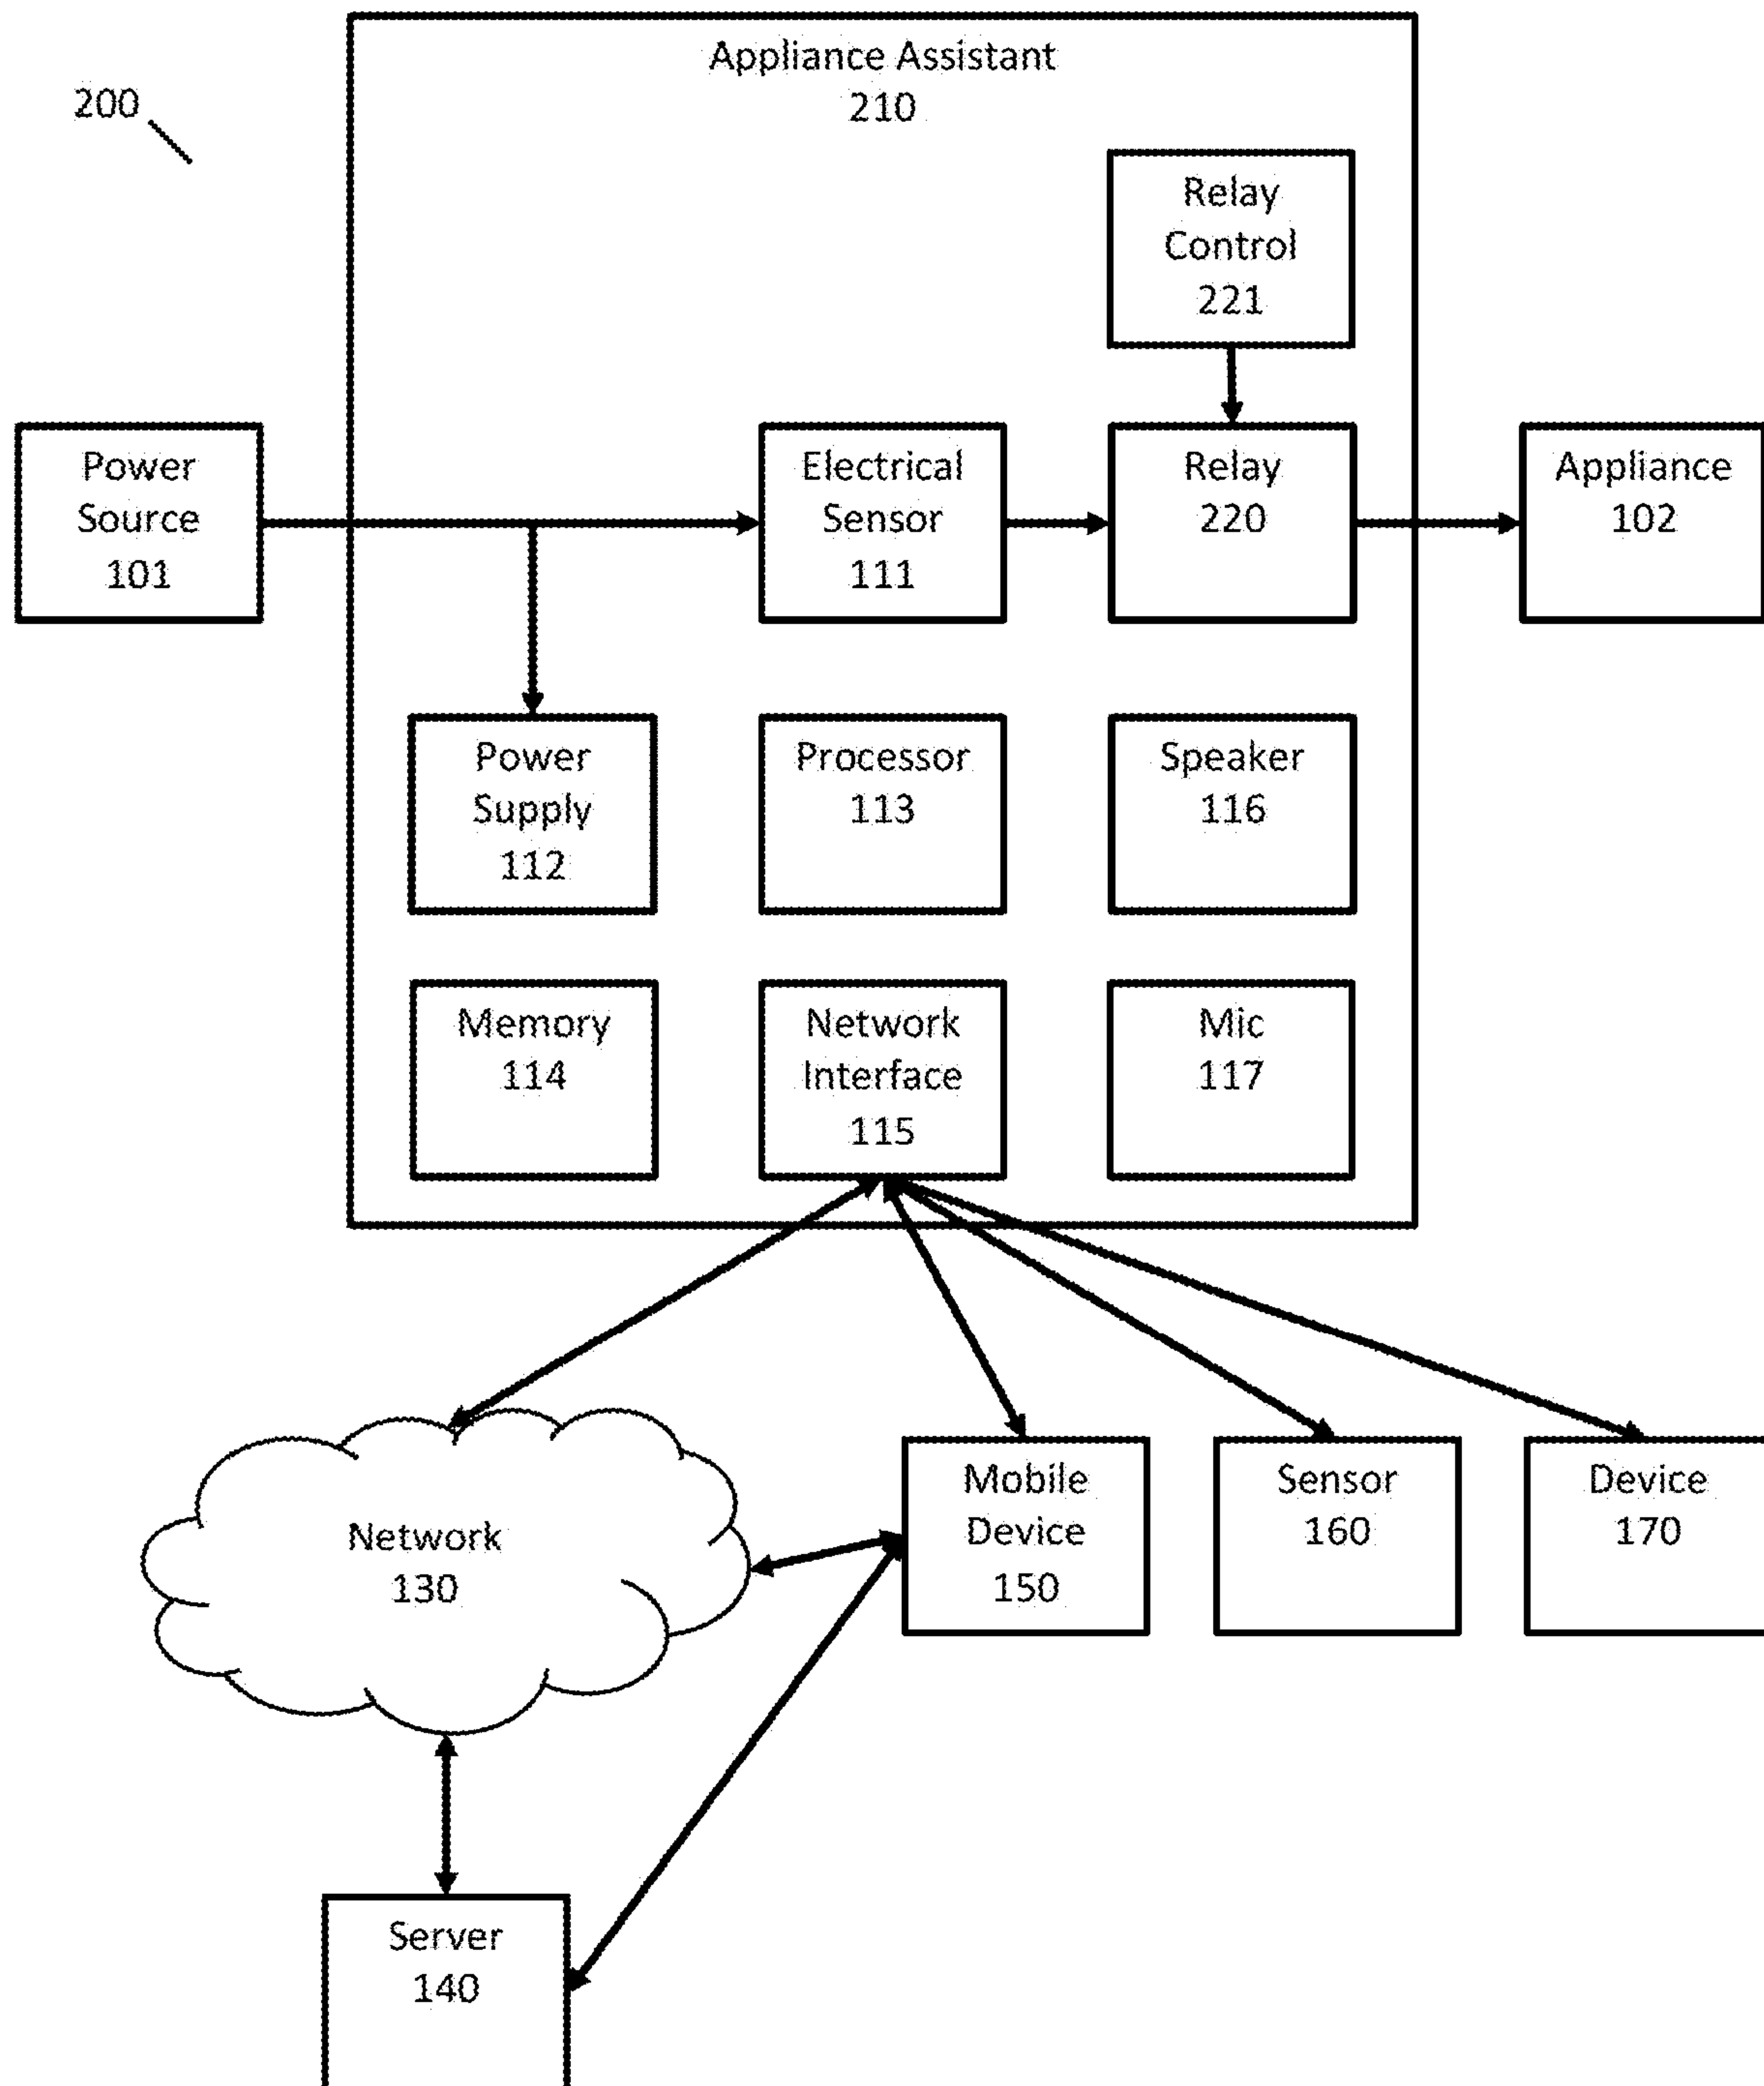 Appliance Assistant
210
200
Relay
Control
221
Power
Source
101
Electrical
Sensor
111
Relay
220
Appliance
102
Power
Supply
112
Processor
113
Speaker
116
Memory
114
Network
Interface
115
Mic
117
Network
130
Mobile
Device
150
Sensor
160
Device
170
Server
140